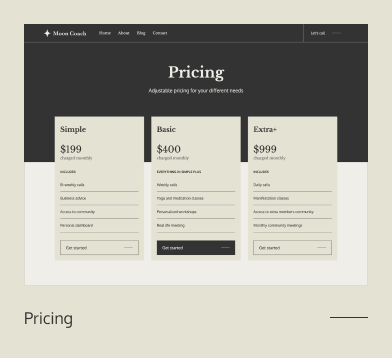 Moon Coach
Home About Blog Contact
Let's call
Pricing
Adjustable pricing for your different needs
Simple
$199
charged monthly
INCLUDES
Bi-weekly calls
Business advice
Access to community
Personal dashboard
Get started
Basic
$400
charged monthly
EVERYTHING IN SIMPLE PLUS
Weekly calls
Yoga and meditation classes
Personalized workshops
Real life meeting
Get started
Extra+
$999
charged monthly
INCLUDES
Daily calls
Manifestation classes
Access to extra members community
Monthly community meetings
Get started
Pricing